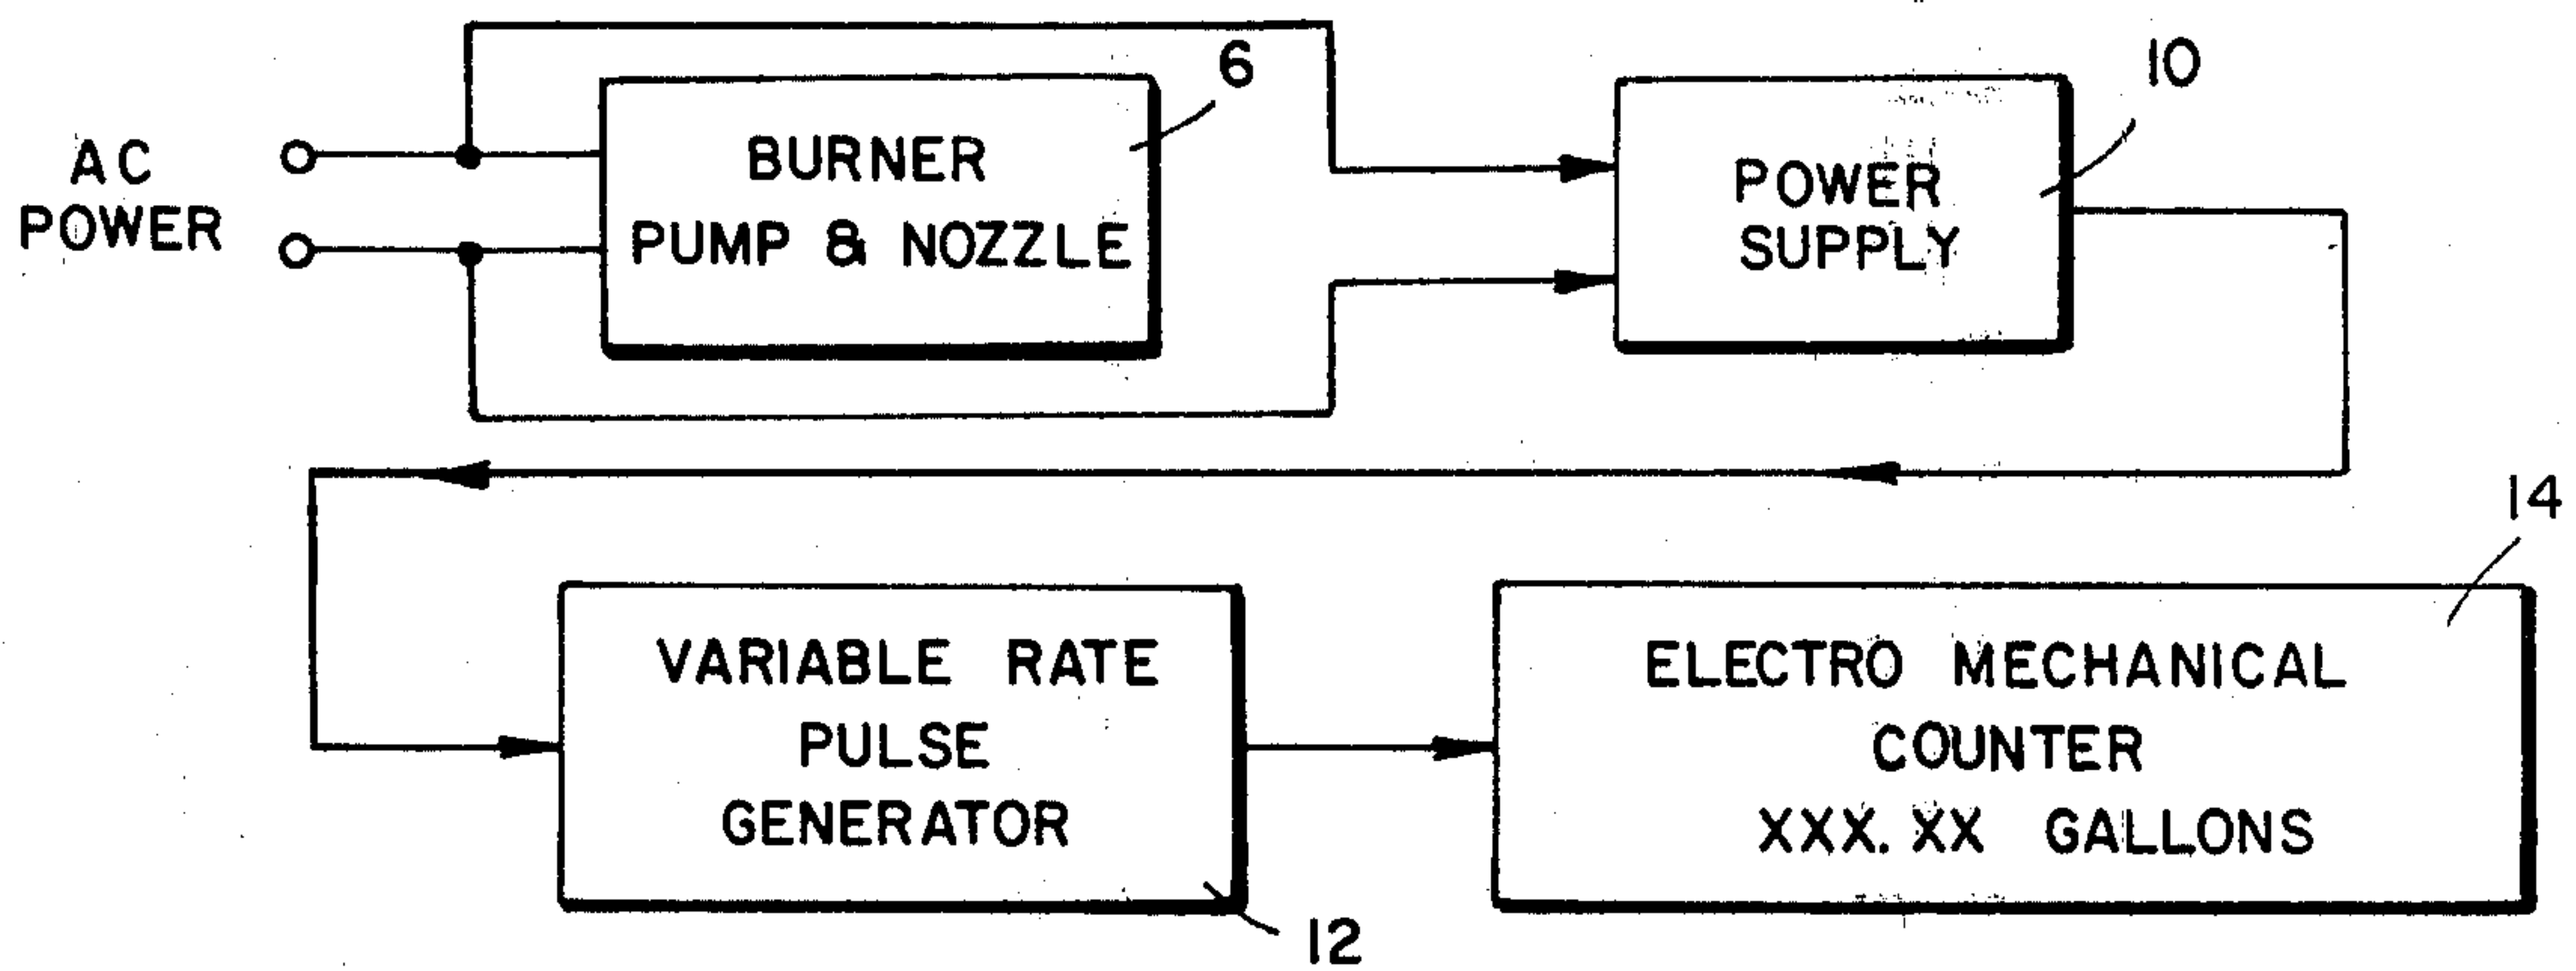 AC
POWER
BURNER
PUMP & NOZZLE
6
POWER
SUPPLY
10
VARIABLE RATE
PULSE
GENERATOR
12
ELECTRO MECHANICAL
COUNTER
XXX.XX GALLONS
14